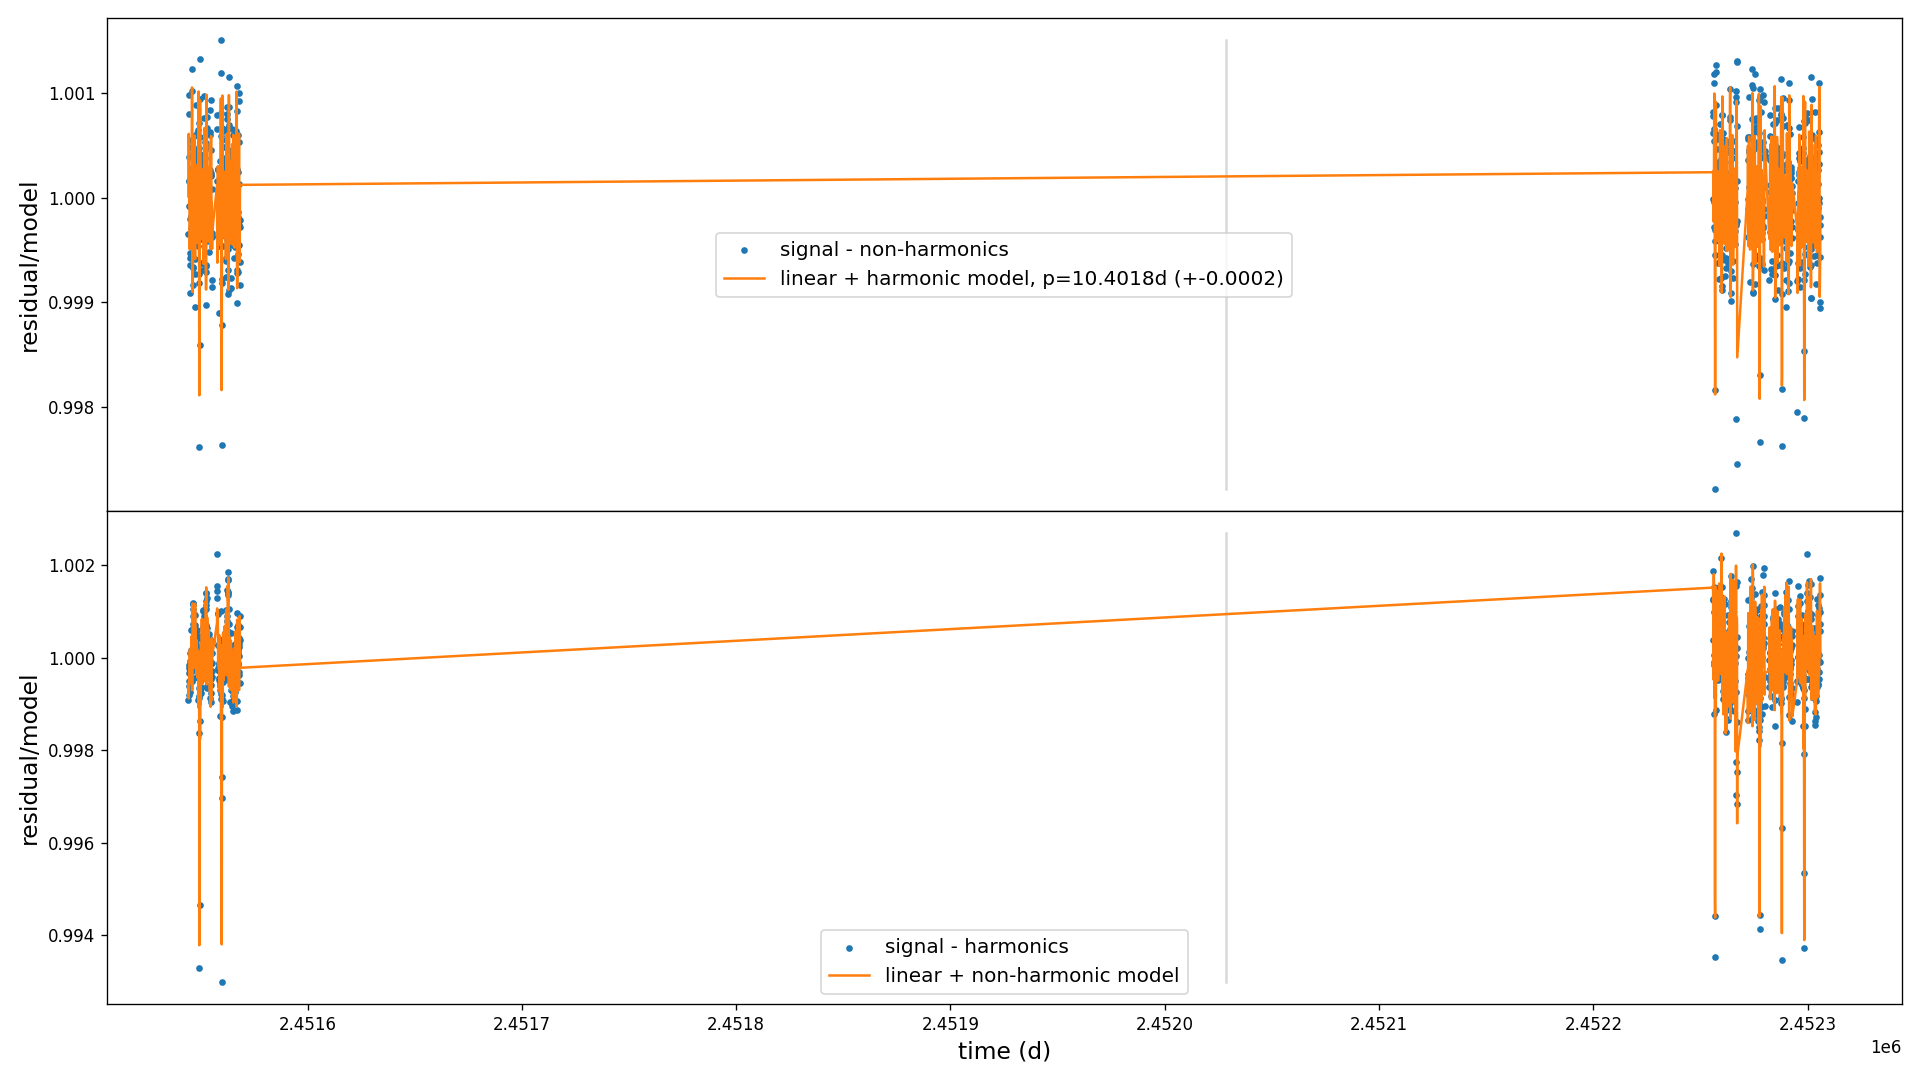 1.001
1.000
0.999
0.998
residual/model
signal - non-harmonics
linear + harmonic model, p=10.4018d (+-0.0002)
1.002
1.000
0.998
0.996
0.994
residual/model
signal - harmonics
linear + non-harmonic model
2.4516 2.4517 2.4518 2.4519 2.4520 2.4521 2.4522 2.4523
time (d)
1e6